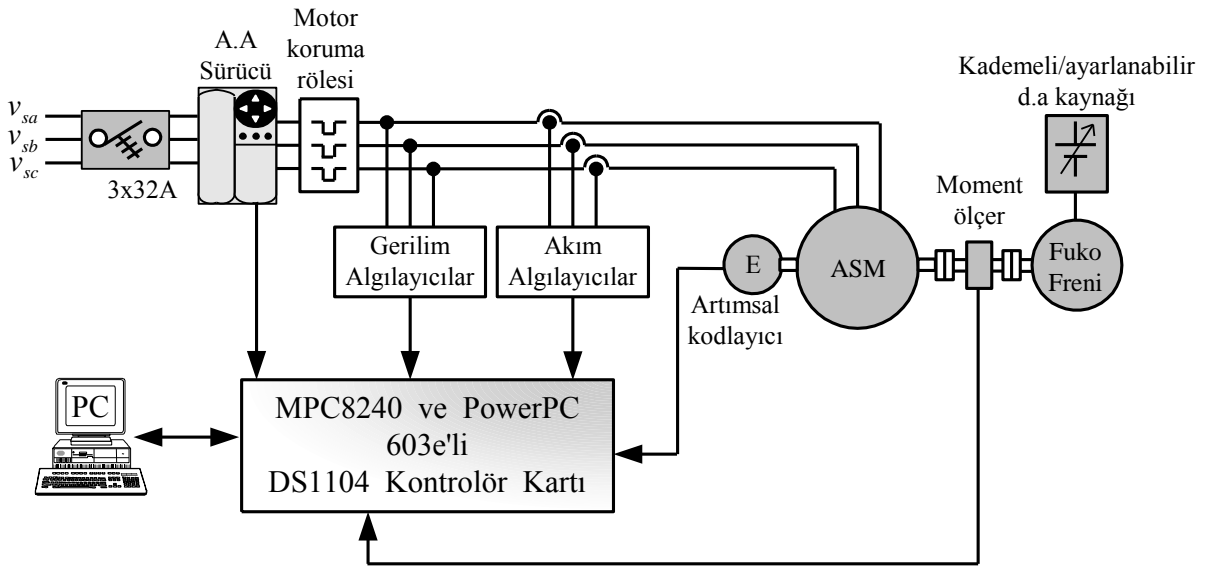 Motor
koruma
rölesi
A.A
Sürücü
Kademeli/ayarlanabilir
d.a kaynağı
v_sa
v_sb
v_sc
3x32A
Moment
ölçer
Gerilim
Algılayıcılar
Akım
Algılayıcılar
E
ASM
Fuko
Freni
Artımsal
kodlayıcı
PC
MPC8240 ve PowerPC
603e'li
DS1104 Kontrolör Kartı